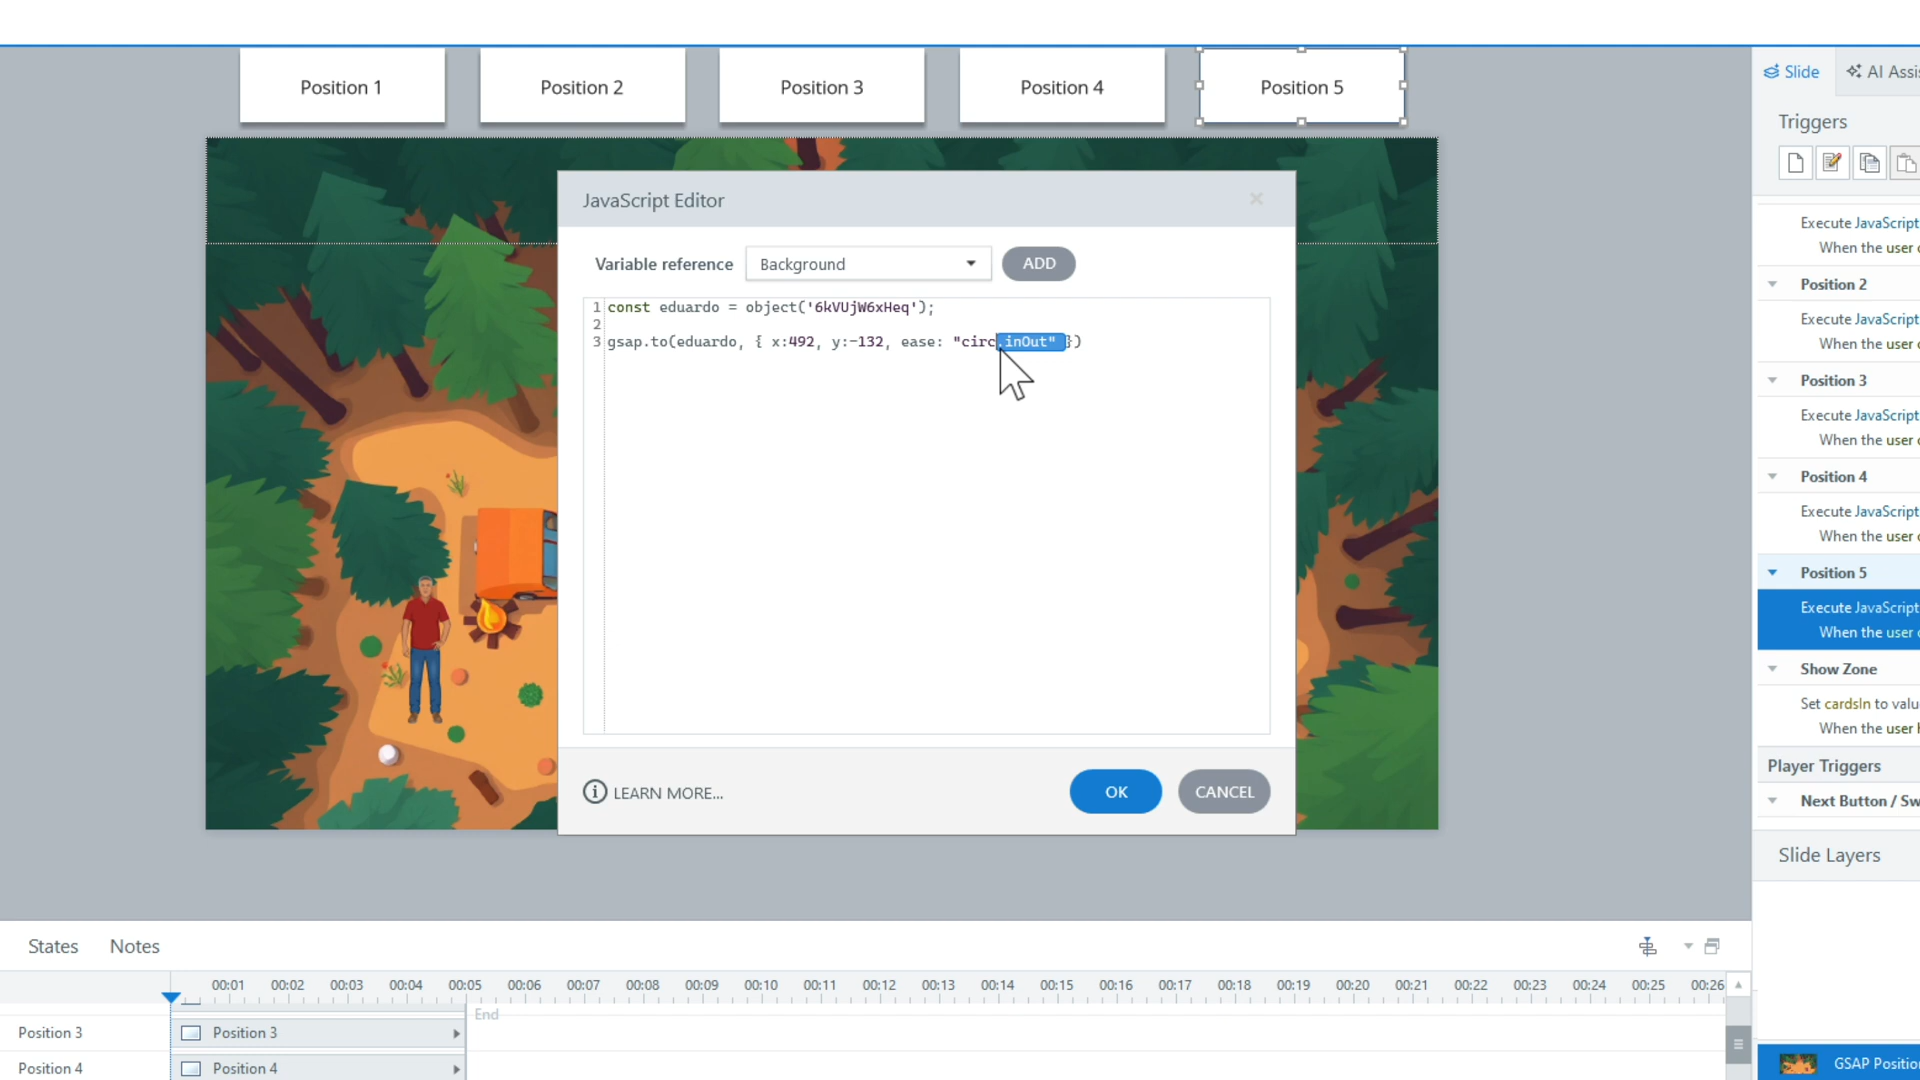 Position 1
Position 2
Position 3
Position 4
Position 5
Slide
AI Assi
Triggers
JavaScript Editor
Variable reference
Background
ADD
1 const eduardo = object('6kVUjW6xHeq');
2
3 gsap.to(eduardo, { x:492, y:-132, ease: "circ.inOut" })
LEARN MORE...
OK
CANCEL
Execute JavaScript
When the user
Position 2
Execute JavaScript
When the user
Position 3
Execute JavaScript
When the user
Position 4
Execute JavaScript
When the user
Position 5
Execute JavaScript
When the user
Show Zone
Set cardsIn to valu
When the user
Player Triggers
Next Button / Sw
Slide Layers
GSAP Position
States
Notes
00:01 00:02 00:03 00:04 00:05 00:06 00:07 00:08 00:09 00:10 00:11 00:12 00:13 00:14 00:15 00:16 00:17 00:18 00:19 00:20 00:21 00:22 00:23 00:24 00:25 00:26
End
Position 3
Position 3
Position 4
Position 4